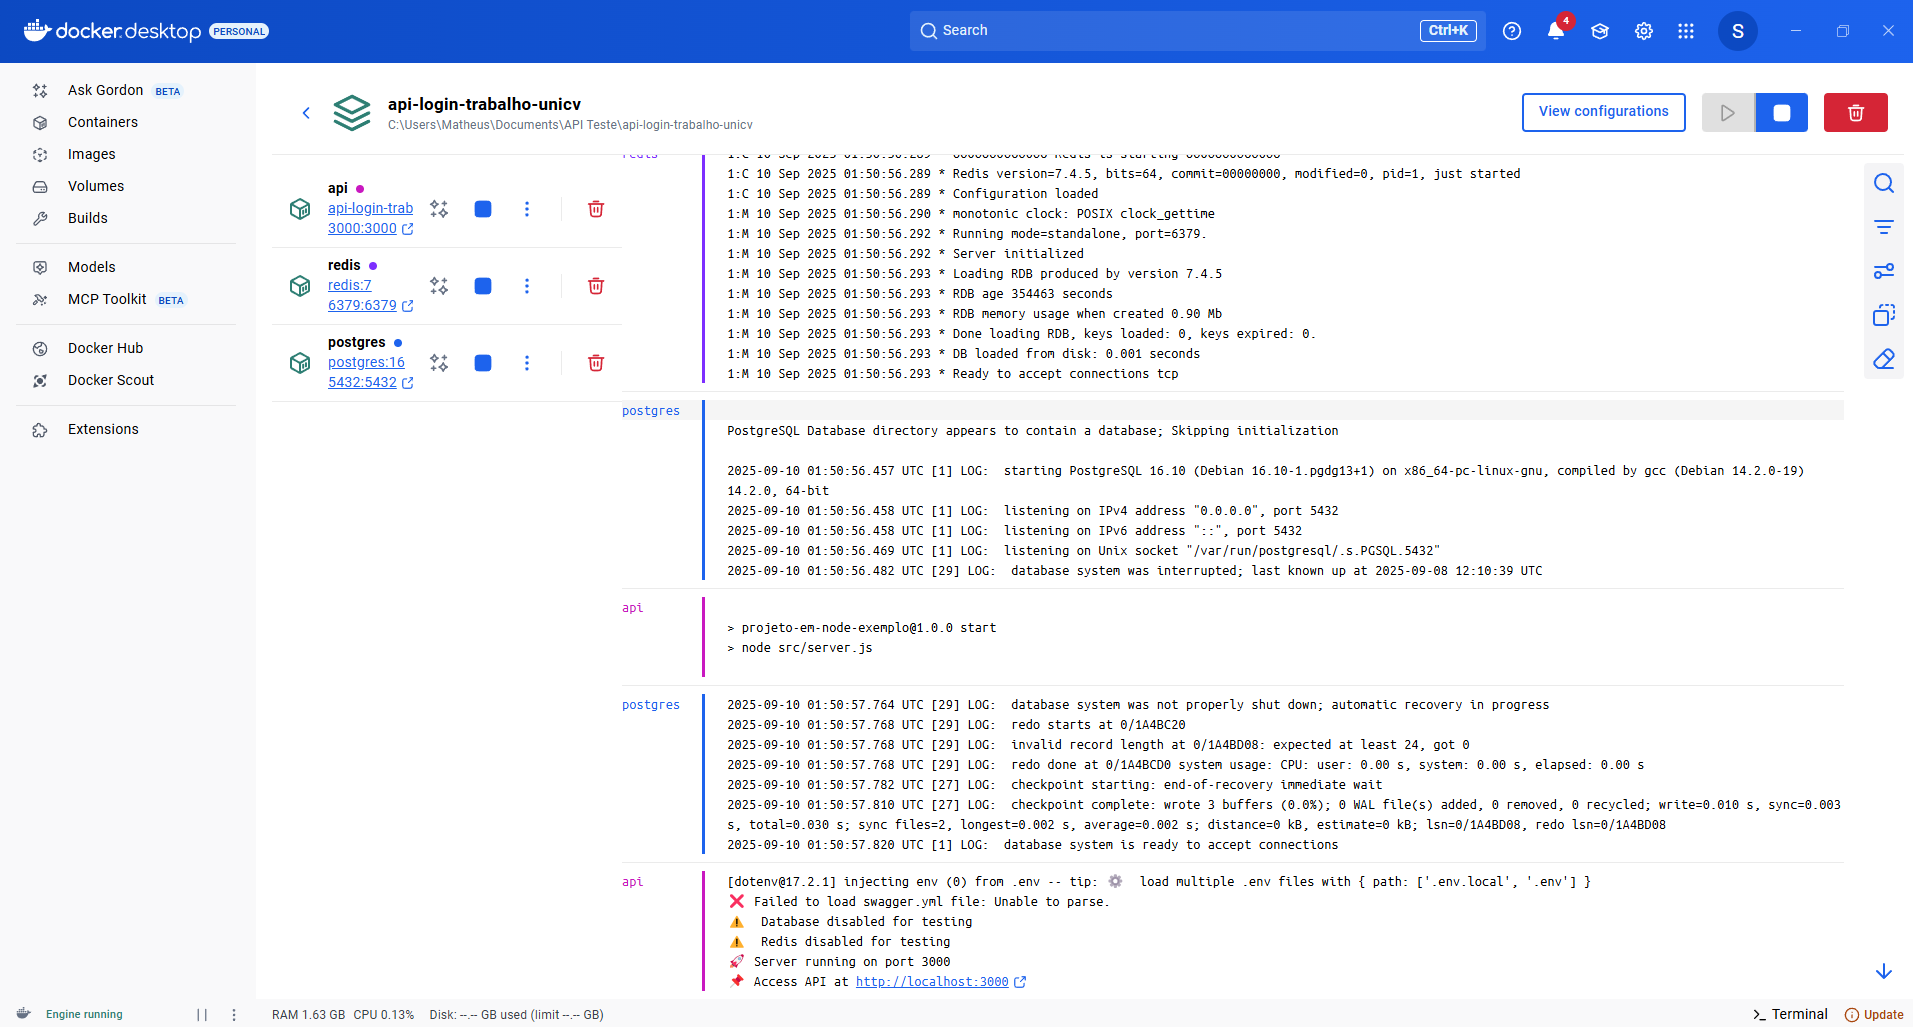 docker.desktop PERSONAL
Search
Ctrl+K
4
S
Ask Gordon BETA
Containers
Images
Volumes
Builds
Models
MCP Toolkit BETA
Docker Hub
Docker Scout
Extensions
api-login-trabalho-unicv
C:\Users\Matheus\Documents\API Teste\api-login-trabalho-unicv
View configurations
api
api-login-trab
3000:3000
redis
redis:7
6379:6379
postgres
postgres:16
5432:5432
redis
1:C 10 Sep 2025 01:50:56.289 * oO0OoO0OoO0Oo Redis is starting oO0OoO0OoO0Oo
1:C 10 Sep 2025 01:50:56.289 * Redis version=7.4.5, bits=64, commit=00000000, modified=0, pid=1, just started
1:C 10 Sep 2025 01:50:56.289 * Configuration loaded
1:M 10 Sep 2025 01:50:56.290 * monotonic clock: POSIX clock_gettime
1:M 10 Sep 2025 01:50:56.292 * Running mode=standalone, port=6379.
1:M 10 Sep 2025 01:50:56.292 * Server initialized
1:M 10 Sep 2025 01:50:56.293 * Loading RDB produced by version 7.4.5
1:M 10 Sep 2025 01:50:56.293 * RDB age 354463 seconds
1:M 10 Sep 2025 01:50:56.293 * RDB memory usage when created 0.90 Mb
1:M 10 Sep 2025 01:50:56.293 * Done loading RDB, keys loaded: 0, keys expired: 0.
1:M 10 Sep 2025 01:50:56.293 * DB loaded from disk: 0.001 seconds
1:M 10 Sep 2025 01:50:56.293 * Ready to accept connections tcp
postgres
PostgreSQL Database directory appears to contain a database; Skipping initialization
2025-09-10 01:50:56.457 UTC [1] LOG:  starting PostgreSQL 16.10 (Debian 16.10-1.pgdg13+1) on x86_64-pc-linux-gnu, compiled by gcc (Debian 14.2.0-19)
14.2.0, 64-bit
2025-09-10 01:50:56.458 UTC [1] LOG:  listening on IPv4 address "0.0.0.0", port 5432
2025-09-10 01:50:56.458 UTC [1] LOG:  listening on IPv6 address "::", port 5432
2025-09-10 01:50:56.469 UTC [1] LOG:  listening on Unix socket "/var/run/postgresql/.s.PGSQL.5432"
2025-09-10 01:50:56.482 UTC [29] LOG:  database system was interrupted; last known up at 2025-09-08 12:10:39 UTC
api
> projeto-em-node-exemplo@1.0.0 start
> node src/server.js
postgres
2025-09-10 01:50:57.764 UTC [29] LOG:  database system was not properly shut down; automatic recovery in progress
2025-09-10 01:50:57.768 UTC [29] LOG:  redo starts at 0/1A4BC20
2025-09-10 01:50:57.768 UTC [29] LOG:  invalid record length at 0/1A4BD08: expected at least 24, got 0
2025-09-10 01:50:57.768 UTC [29] LOG:  redo done at 0/1A4BCD0 system usage: CPU: user: 0.00 s, system: 0.00 s, elapsed: 0.00 s
2025-09-10 01:50:57.782 UTC [27] LOG:  checkpoint starting: end-of-recovery immediate wait
2025-09-10 01:50:57.810 UTC [27] LOG:  checkpoint complete: wrote 3 buffers (0.0%); 0 WAL file(s) added, 0 removed, 0 recycled; write=0.010 s, sync=0.003
s, total=0.030 s; sync files=2, longest=0.002 s, average=0.002 s; distance=0 kB, estimate=0 kB; lsn=0/1A4BD08, redo lsn=0/1A4BD08
2025-09-10 01:50:57.820 UTC [1] LOG:  database system is ready to accept connections
api
[dotenv@17.2.1] injecting env (0) from .env -- tip: ⚙️  load multiple .env files with { path: ['.env.local', '.env'] }
❌ Failed to load swagger.yml file: Unable to parse.
⚠️  Database disabled for testing
⚠️  Redis disabled for testing
🚀 Server running on port 3000
📌 Access API at http://localhost:3000
Engine running
RAM 1.63 GB CPU 0.13% Disk: --.-- GB used (limit --.-- GB)
Terminal
Update